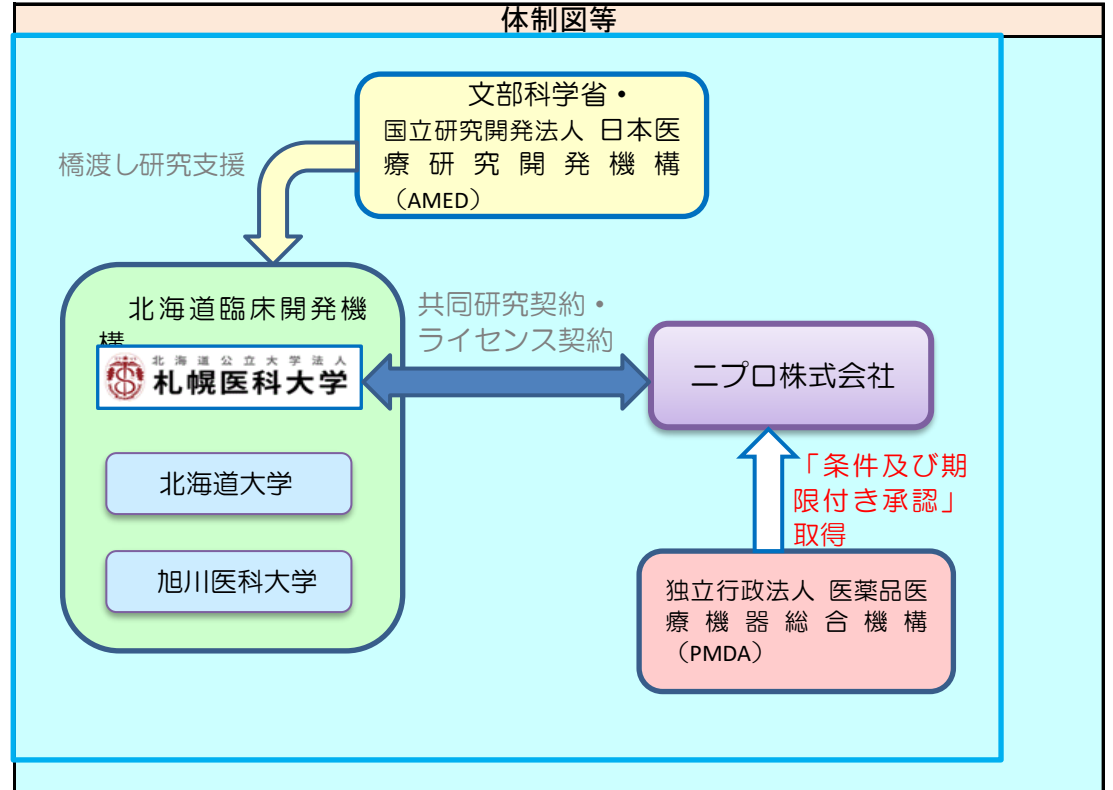 体制図等
文部科学省・
国立研究開発法人 日本医
療研究開発機構
（AMED）
橋渡し研究支援
北海道臨床開発機
構
北海道公立大学法人
札幌医科大学
北海道大学
旭川医科大学
共同研究契約・
ライセンス契約
ニプロ株式会社
「条件及び期
限付き承認」
取得
独立行政法人 医薬品医
療機器総合機構
（PMDA）